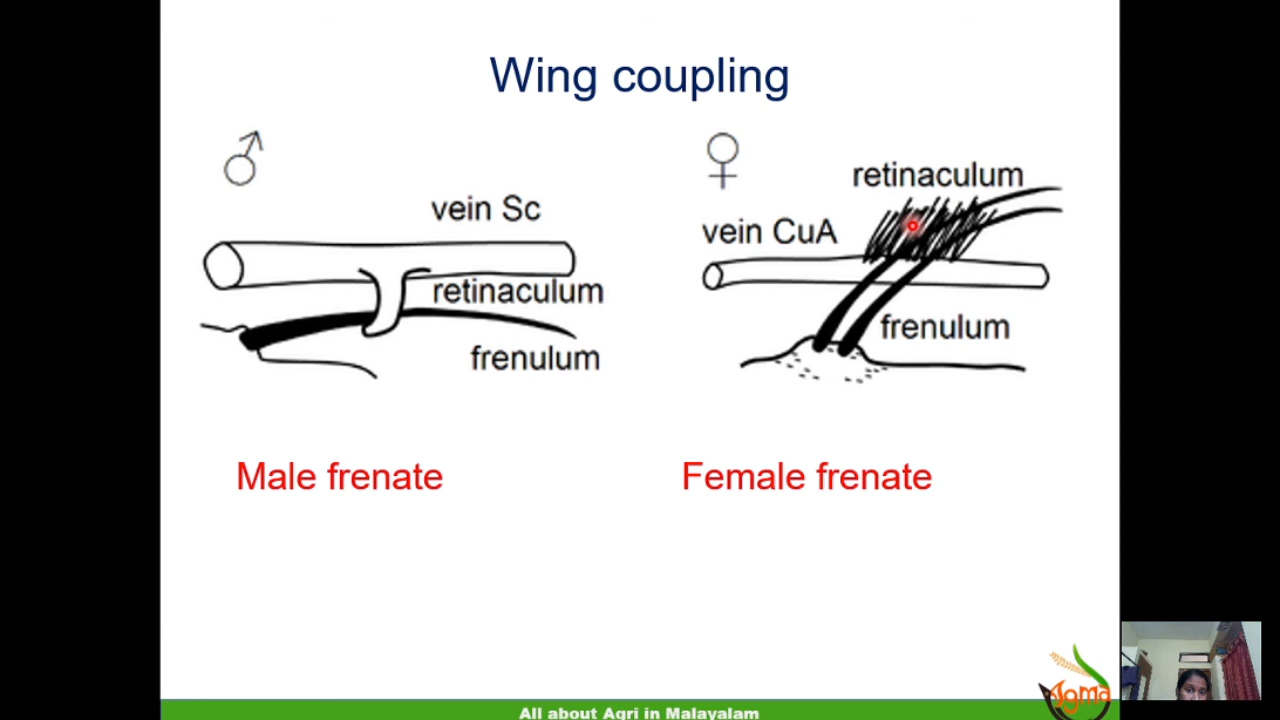 Wing coupling
vein Sc
retinaculum
frenulum
retinaculum
vein CuA
frenulum
Male frenate
Female frenate
Agma
All about Agri in Malayalam